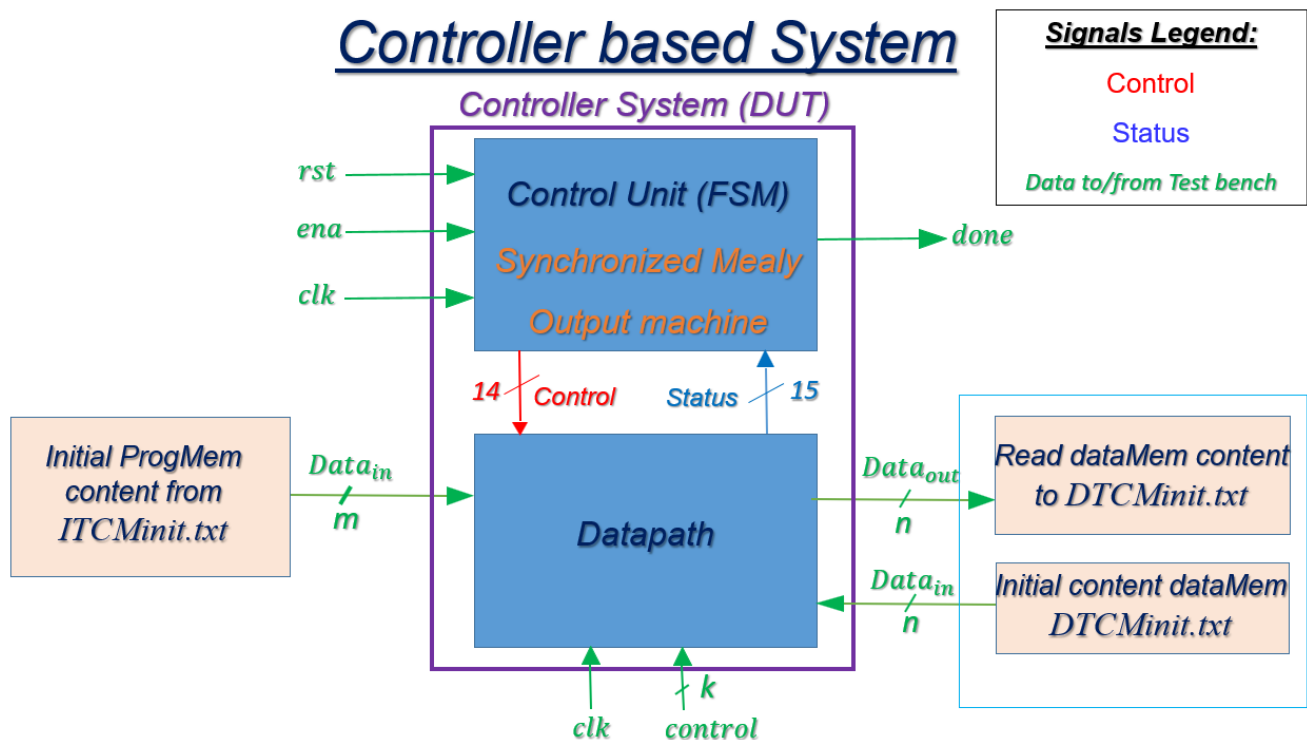 Controller based System
Signals Legend:
Control
Status
Data to/from Test bench
Controller System (DUT)
rst
ena
clk
Control Unit (FSM)
Synchronized Mealy
Output machine
done
14
Control
Status
15
Initial ProgMem
content from
ITCMinit.txt
Data_in
m
Datapath
Data_out
n
Read dataMem content
to DTCMinit.txt
Data_in
n
Initial content dataMem
DTCMinit.txt
clk
k
control